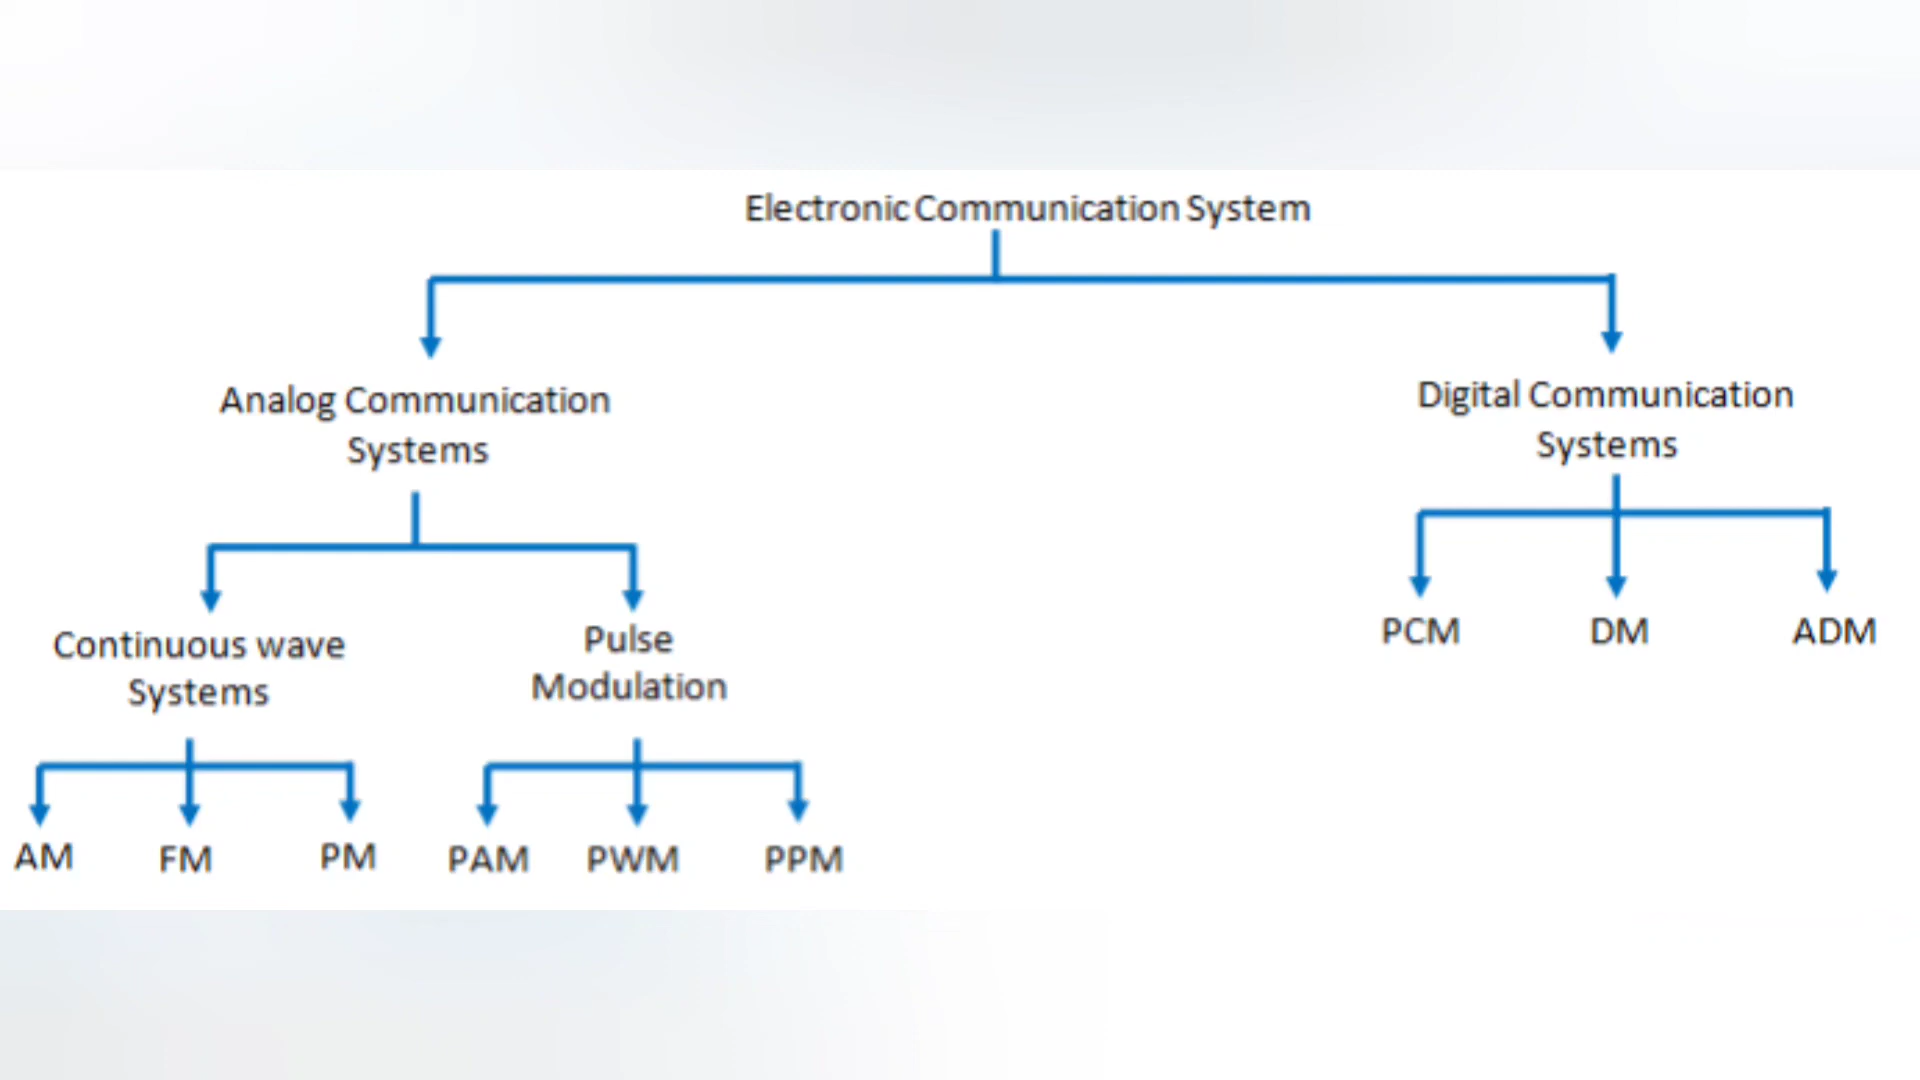 Electronic Communication System
Analog Communication
Systems
Digital Communication
Systems
Continuous wave
Systems
Pulse
Modulation
PCM
DM
ADM
AM
FM
PM
PAM
PWM
PPM